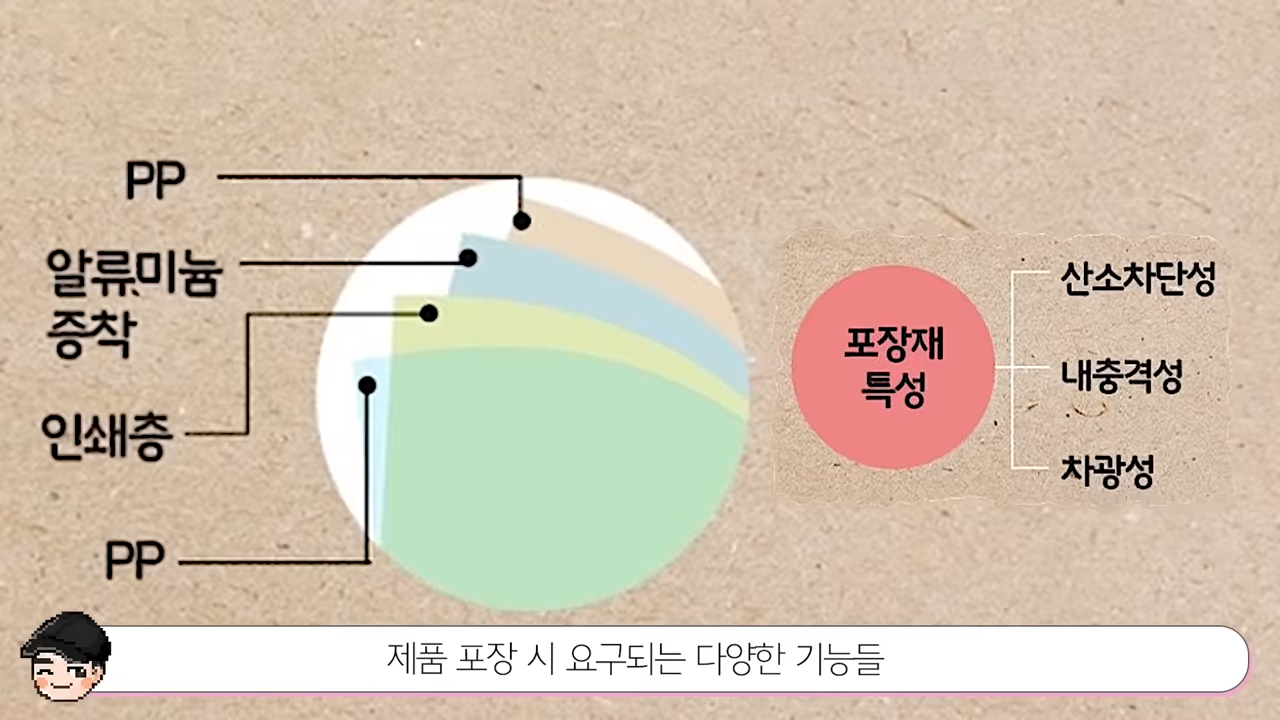 PP
알류미늄
증착
인쇄층
PP
포장재
특성
산소차단성
내충격성
차광성
제품 포장 시 요구되는 다양한 기능들